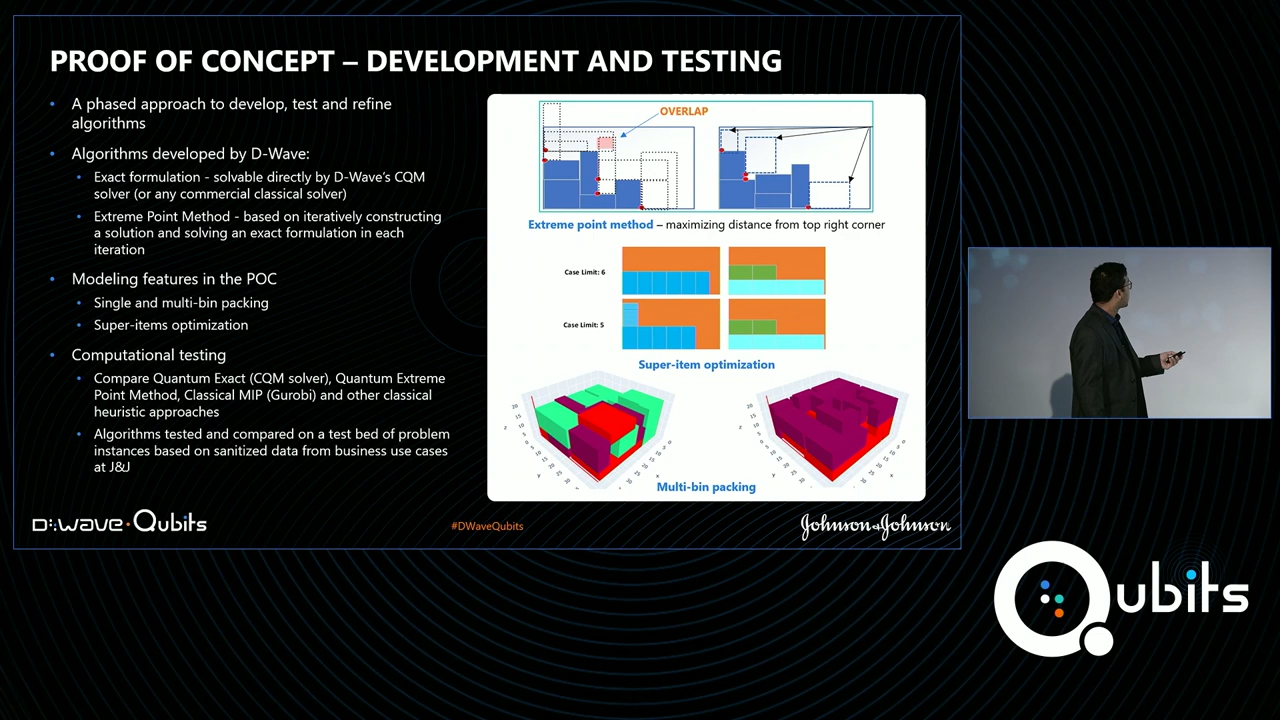 PROOF OF CONCEPT – DEVELOPMENT AND TESTING
• A phased approach to develop, test and refine
algorithms
• Algorithms developed by D-Wave:
• Exact formulation - solvable directly by D-Wave's CQM
solver (or any commercial classical solver)
• Extreme Point Method - based on iteratively constructing
a solution and solving an exact formulation in each
iteration
• Modeling features in the POC
• Single and multi-bin packing
• Super-items optimization
• Computational testing
• Compare Quantum Exact (CQM solver), Quantum Extreme
Point Method, Classical MIP (Gurobi) and other classical
heuristic approaches
• Algorithms tested and compared on a test bed of problem
instances based on sanitized data from business use cases
at J&J
OVERLAP
Extreme point method – maximizing distance from top right corner
Case Limit: 6
Case Limit: 5
Super-item optimization
Multi-bin packing
D:wave • Qubits
#DWaveQubits
Johnson & Johnson
Qubits